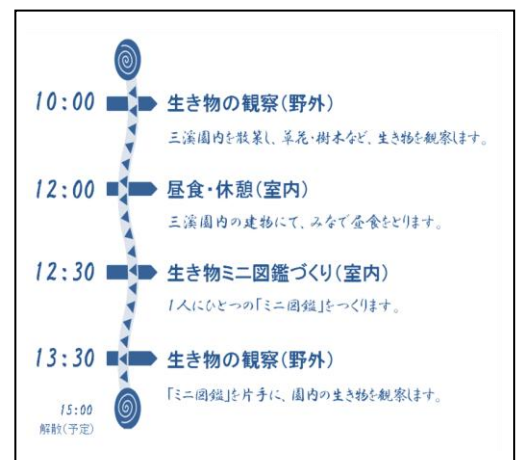 10:00 生き物の観察(野外)
三溪園内を散策し、草花・樹木など、生き物を観察します。
12:00 昼食・休憩(室内)
三溪園内の建物にて、みなで昼食をとります。
12:30 生き物ミニ図鑑づくり(室内)
1人にひとつの「ミニ図鑑」をつくります。
13:30 生き物の観察(野外)
「ミニ図鑑」を片手に、園内の生き物を観察します。
15:00
解散(予定)